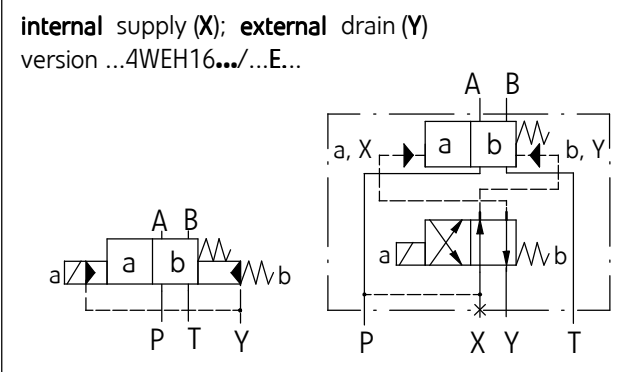 internal supply (X); external drain (Y)
version ...4WEH16.../...E...
A B
a, X a b b, Y
A B
a b
a a b b
P T Y
P X Y T